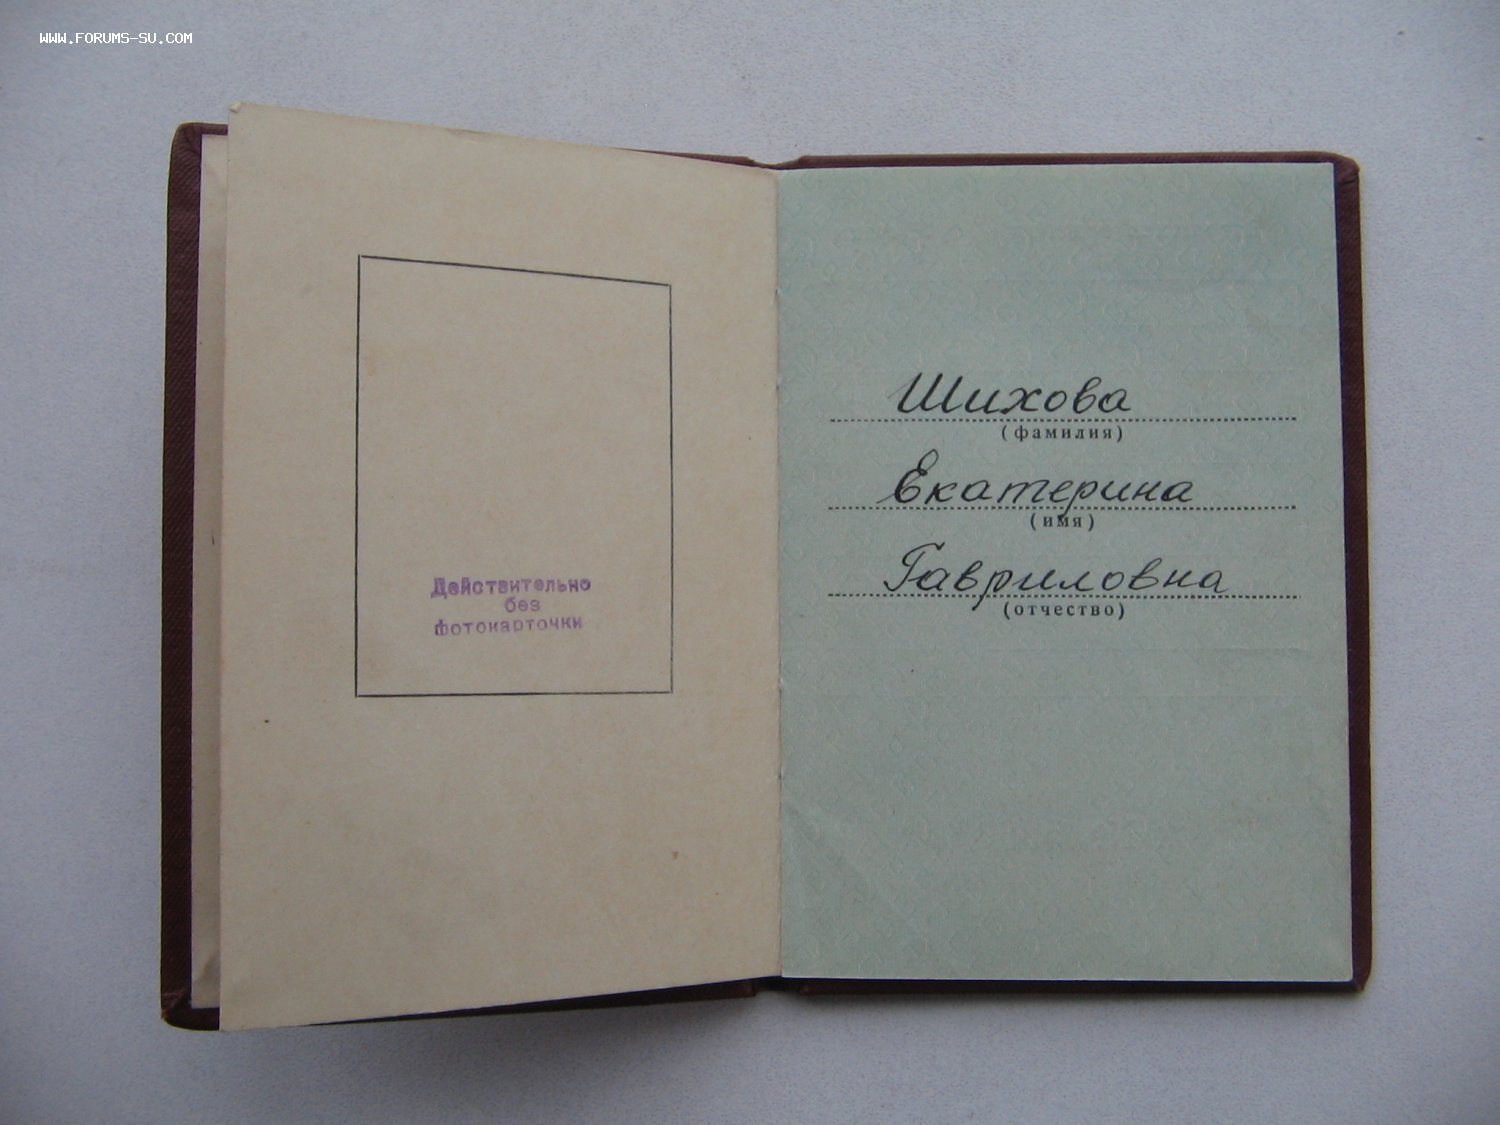 WWW.FORUMS-SU.COM
Действительно
без
фотокарточки
Шихова
(фамилия)
Екатерина
(имя)
Гавриловна
(отчество)